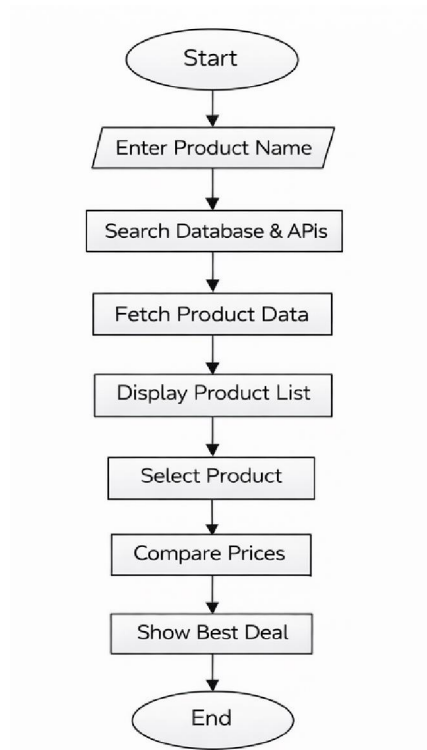 Start
Enter Product Name
Search Database & APis
Fetch Product Data
Display Product List
Select Product
Compare Prices
Show Best Deal
End